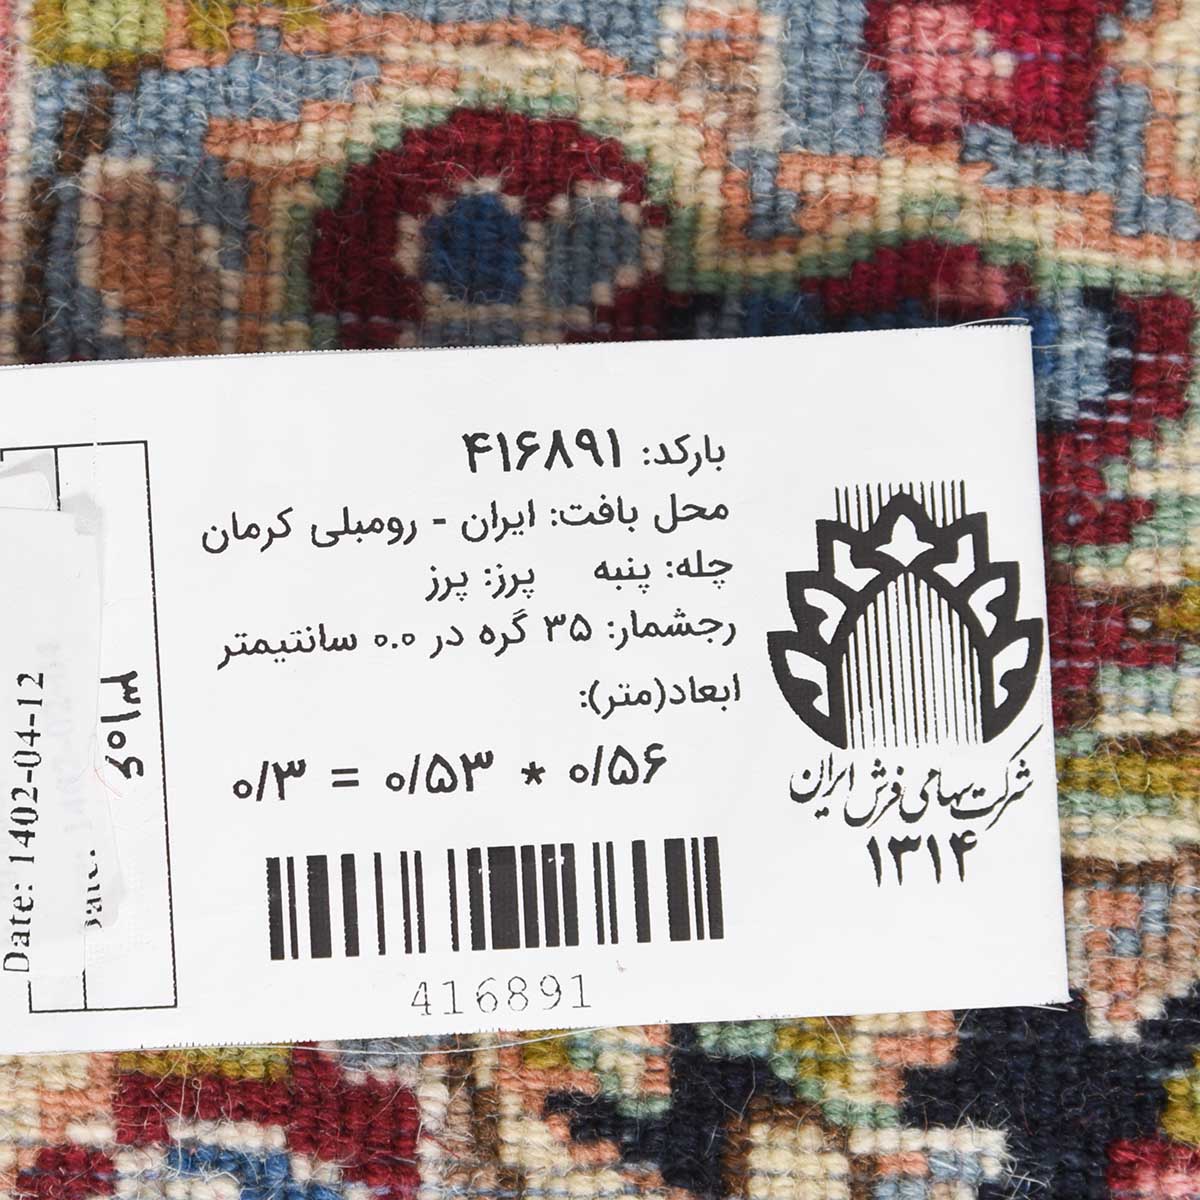 بارکد: ۴۱۶۸۹۱
محل بافت: ایران - رومبلی کرمان
چله: پنبه پرز: پرز
رجشمار: ۳۵ گره در ۰.۰ سانتیمتر
ابعاد(متر):
۰/۵۶ * ۰/۵۳ = ۰/۳
416891
شرکت سهامی فرش ایران
۱۳۱۴
۳۱۰۶
Date: 1402-04-12